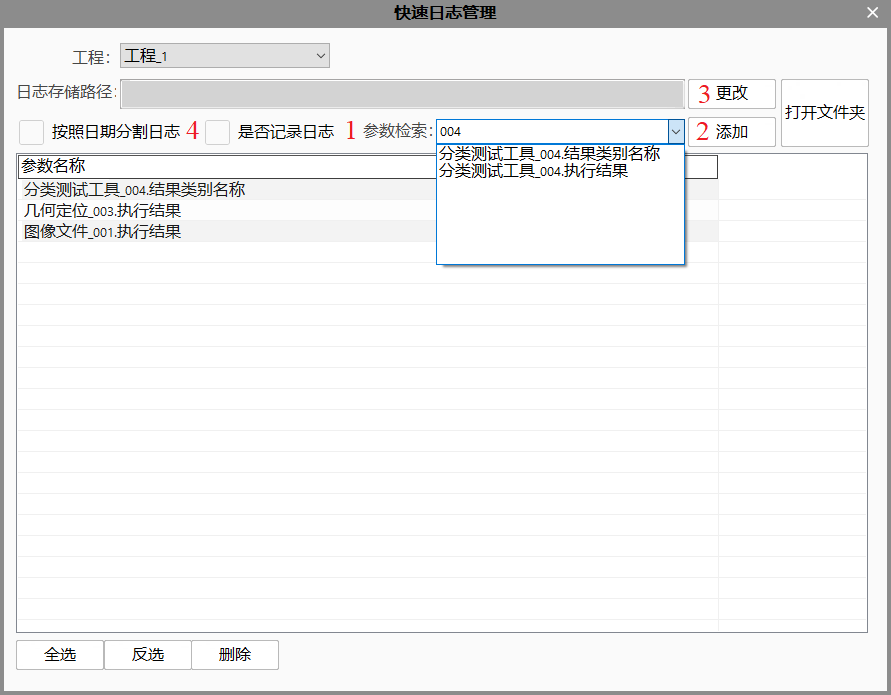 快速日志管理
工程: 工程_1
日志存储路径: 3 更改
打开文件夹
按照日期分割日志 4 是否记录日志 1 参数检索: 004 2 添加
分类测试工具_004.结果类别名称
分类测试工具_004.执行结果
参数名称
分类测试工具_004.结果类别名称
几何定位_003.执行结果
图像文件_001.执行结果
全选 反选 删除